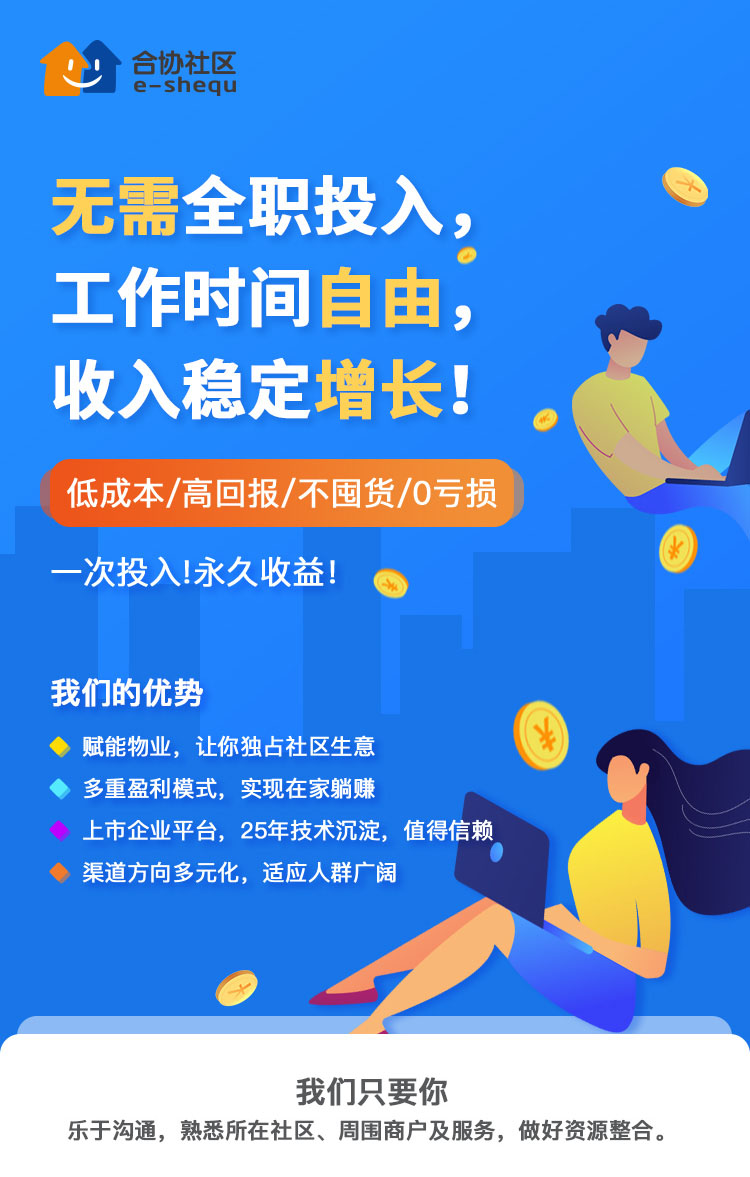 合协社区
e-shequ
无需全职投入，
工作时间自由，
收入稳定增长！
低成本/高回报/不囤货/0亏损
一次投入！永久收益！
我们的优势
赋能物业，让你独占社区生意
多重盈利模式，实现在家躺赚
上市企业平台，25年技术沉淀，值得信赖
渠道方向多元化，适应人群广阔
我们只要你
乐于沟通，熟悉所在社区、周围商户及服务，做好资源整合。